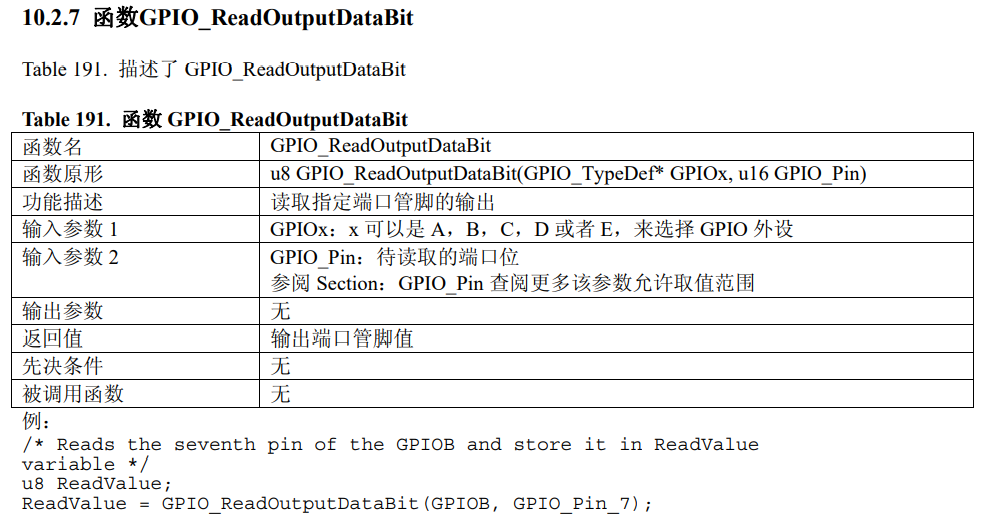 10.2.7 函数GPIO_ReadOutputDataBit
Table 191. 描述了 GPIO_ReadOutputDataBit
Table 191. 函数 GPIO_ReadOutputDataBit
函数名 GPIO_ReadOutputDataBit
函数原形 u8 GPIO_ReadOutputDataBit(GPIO_TypeDef* GPIOx, u16 GPIO_Pin)
功能描述 读取指定端口管脚的输出
输入参数 1 GPIOx：x 可以是 A，B，C，D 或者 E，来选择 GPIO 外设
输入参数 2 GPIO_Pin：待读取的端口位
参阅 Section：GPIO_Pin 查阅更多该参数允许取值范围
输出参数 无
返回值 输出端口管脚值
先决条件 无
被调用函数 无
例：
/* Reads the seventh pin of the GPIOB and store it in ReadValue
variable */
u8 ReadValue;
ReadValue = GPIO_ReadOutputDataBit(GPIOB, GPIO_Pin_7);